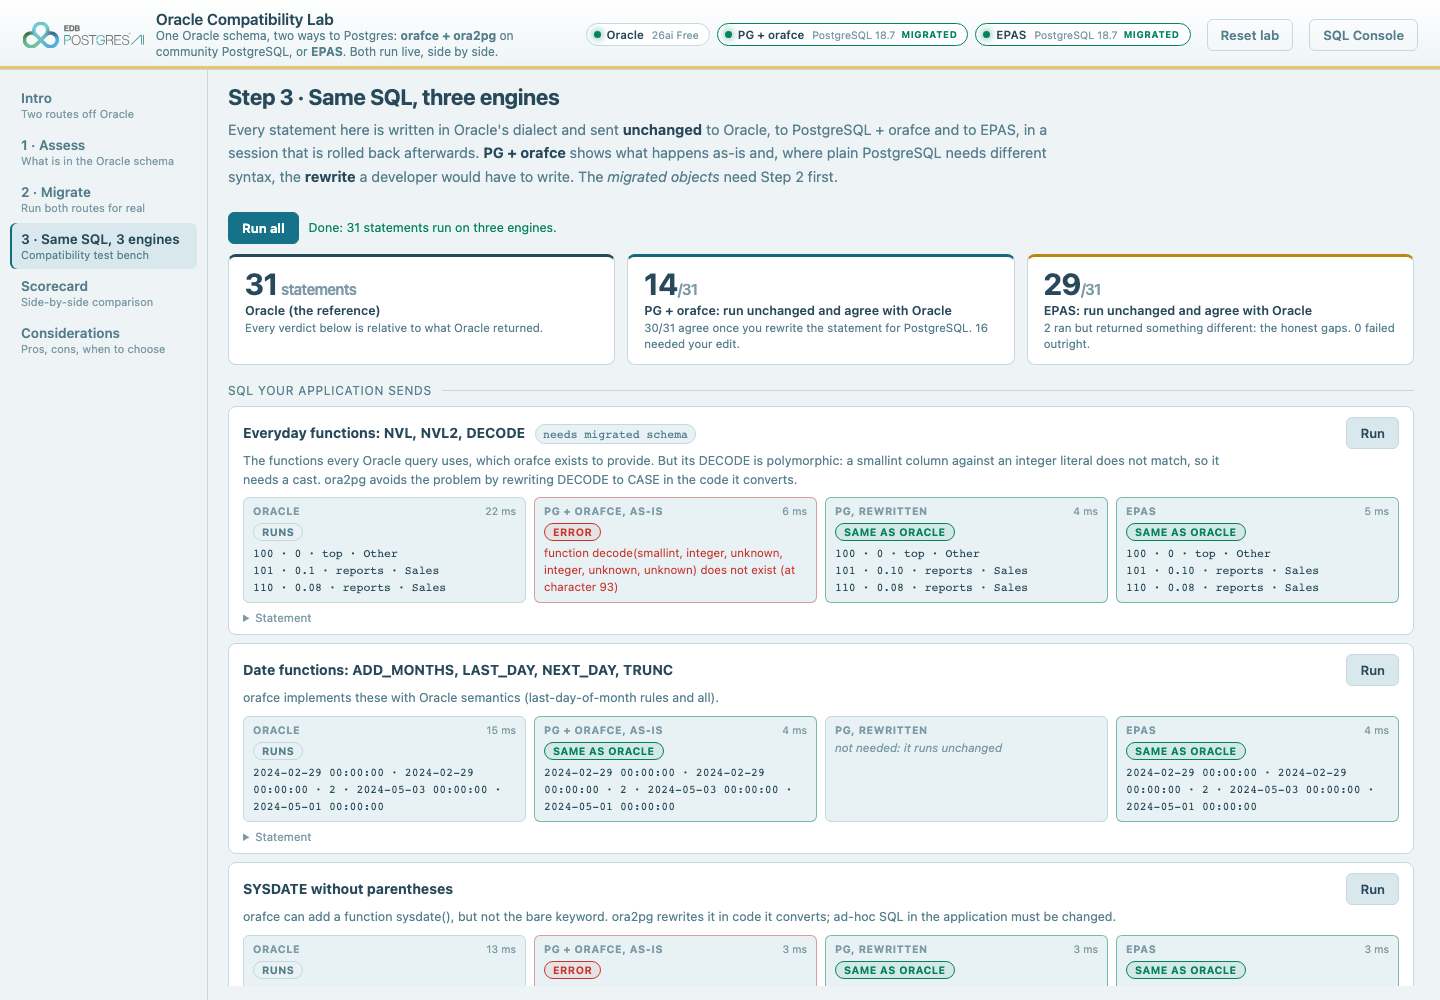 EDB
POSTGRES AI
Oracle Compatibility Lab
One Oracle schema, two ways to Postgres: orafce + ora2pg on
community PostgreSQL, or EPAS. Both run live, side by side.
Oracle 26ai Free
PG + orafce PostgreSQL 18.7 MIGRATED
EPAS PostgreSQL 18.7 MIGRATED
Reset lab
SQL Console
Intro
Two routes off Oracle
1 · Assess
What is in the Oracle schema
2 · Migrate
Run both routes for real
3 · Same SQL, 3 engines
Compatibility test bench
Scorecard
Side-by-side comparison
Considerations
Pros, cons, when to choose
Step 3 · Same SQL, three engines
Every statement here is written in Oracle's dialect and sent unchanged to Oracle, to PostgreSQL + orafce and to EPAS, in a
session that is rolled back afterwards. PG + orafce shows what happens as-is and, where plain PostgreSQL needs different
syntax, the rewrite a developer would have to write. The migrated objects need Step 2 first.
Run all
Done: 31 statements run on three engines.
31 statements
Oracle (the reference)
Every verdict below is relative to what Oracle returned.
14/31
PG + orafce: run unchanged and agree with Oracle
30/31 agree once you rewrite the statement for PostgreSQL. 16
needed your edit.
29/31
EPAS: run unchanged and agree with Oracle
2 ran but returned something different: the honest gaps. 0 failed
outright.
SQL YOUR APPLICATION SENDS
Everyday functions: NVL, NVL2, DECODE needs migrated schema
Run
The functions every Oracle query uses, which orafce exists to provide. But its DECODE is polymorphic: a smallint column against an integer literal does not match, so it
needs a cast. ora2pg avoids the problem by rewriting DECODE to CASE in the code it converts.
ORACLE 22 ms
RUNS
100 · 0 · top · Other
101 · 0.1 · reports · Sales
110 · 0.08 · reports · Sales
PG + ORAFCE, AS-IS 6 ms
ERROR
function decode(smallint, integer, unknown,
integer, unknown, unknown) does not exist (at
character 93)
PG, REWRITTEN 4 ms
SAME AS ORACLE
100 · 0 · top · Other
101 · 0.10 · reports · Sales
110 · 0.08 · reports · Sales
EPAS 5 ms
SAME AS ORACLE
100 · 0 · top · Other
101 · 0.10 · reports · Sales
110 · 0.08 · reports · Sales
▶ Statement
Date functions: ADD_MONTHS, LAST_DAY, NEXT_DAY, TRUNC
Run
orafce implements these with Oracle semantics (last-day-of-month rules and all).
ORACLE 15 ms
RUNS
2024-02-29 00:00:00 · 2024-02-29
00:00:00 · 2 · 2024-05-03 00:00:00 ·
2024-05-01 00:00:00
PG + ORAFCE, AS-IS 4 ms
SAME AS ORACLE
2024-02-29 00:00:00 · 2024-02-29
00:00:00 · 2 · 2024-05-03 00:00:00 ·
2024-05-01 00:00:00
PG, REWRITTEN
not needed: it runs unchanged
EPAS 4 ms
SAME AS ORACLE
2024-02-29 00:00:00 · 2024-02-29
00:00:00 · 2 · 2024-05-03 00:00:00 ·
2024-05-01 00:00:00
▶ Statement
SYSDATE without parentheses
Run
orafce can add a function sysdate(), but not the bare keyword. ora2pg rewrites it in code it converts; ad-hoc SQL in the application must be changed.
ORACLE 13 ms
RUNS
PG + ORAFCE, AS-IS 3 ms
ERROR
PG, REWRITTEN 3 ms
SAME AS ORACLE
EPAS 3 ms
SAME AS ORACLE